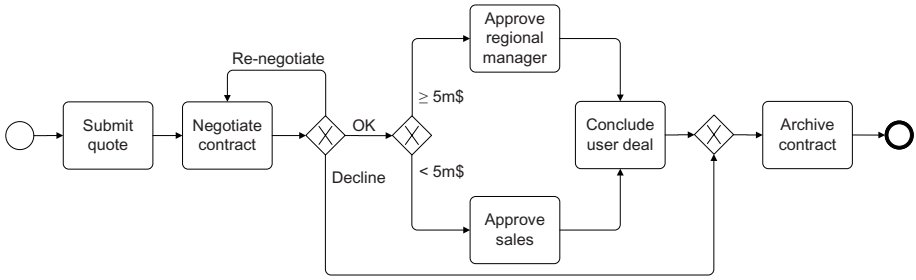 Approve
regional
manager
Re-negotiate
≥ 5m$
Submit
quote
Negotiate
contract
X
OK
X
Conclude
user deal
X
Archive
contract
Decline
< 5m$
Approve
sales